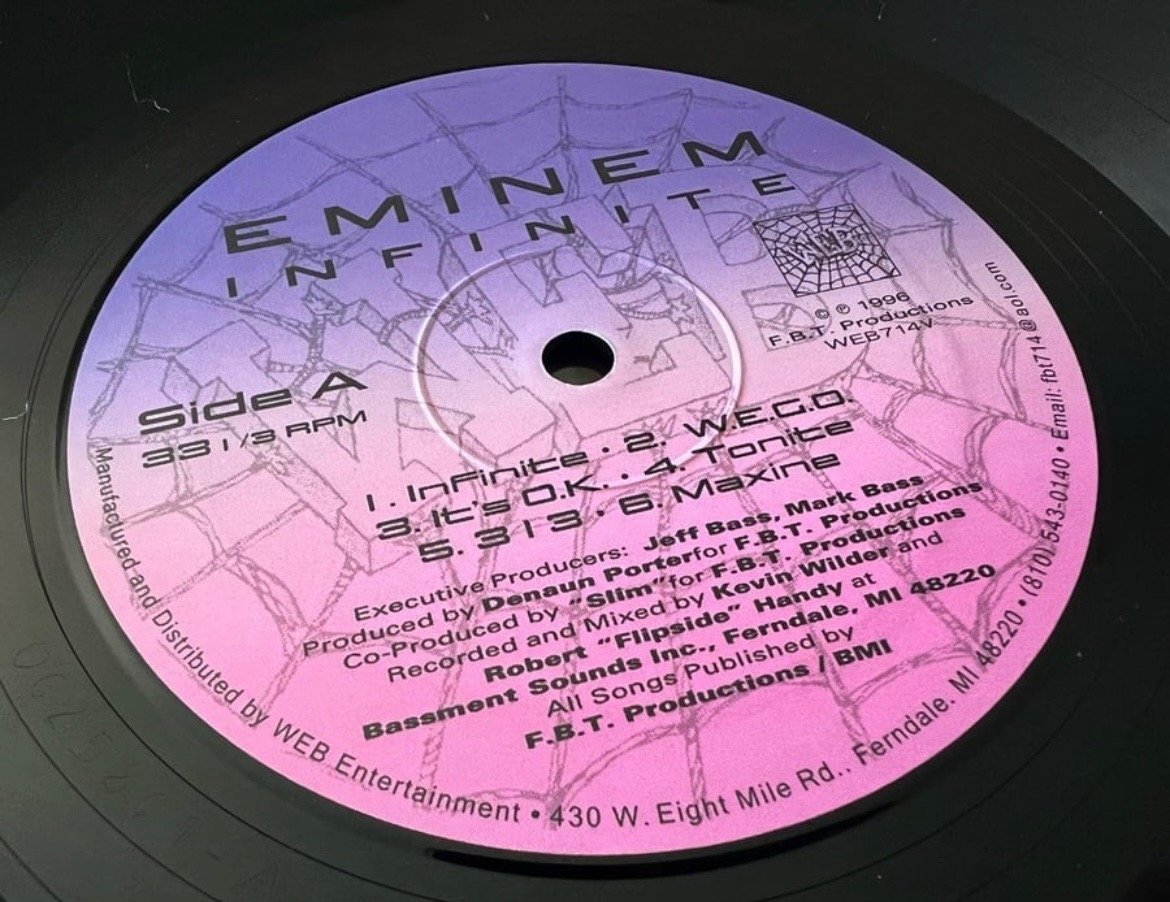 EMINEM
INFINITE
WEB
© ℗ 1996
F.B.T. Productions
WEB714V
Side A
33 1/3 RPM
1. Infinite • 2. W.E.G.O.
3. It's O.K. • 4. Tonite
5. 313 • 6. Maxine
Executive Producers: Jeff Bass, Mark Bass
Produced by Denaun Porterfor F.B.T. Productions
Co-Produced by "Slim"for F.B.T. Productions
Recorded and Mixed by Kevin Wilder and
Robert "Flipside" Handy at
Bassment Sounds Inc., Ferndale, MI 48220
All Songs Published by
F.B.T. Productions / BMI
Manufactured and Distributed by WEB Entertainment • 430 W. Eight Mile Rd., Ferndale. MI 48220 • (810) 543-0140 • Email: fbt714@aol.com